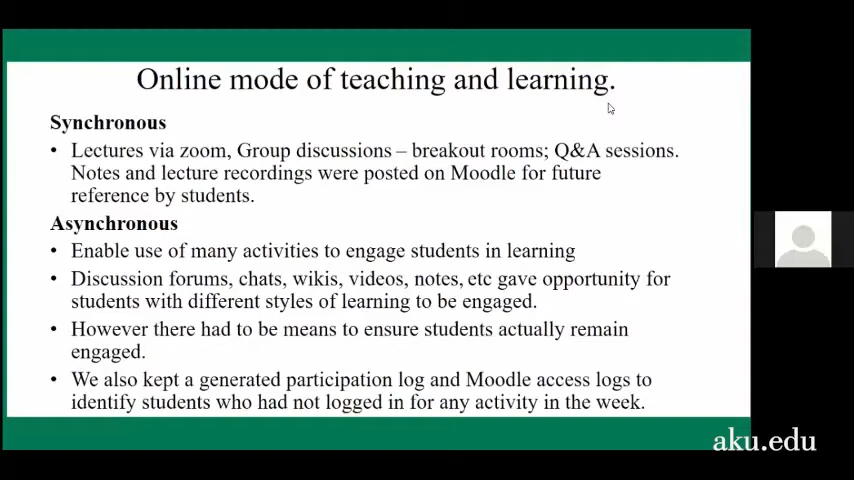 Online mode of teaching and learning.
Synchronous
• Lectures via zoom, Group discussions – breakout rooms; Q&A sessions.
Notes and lecture recordings were posted on Moodle for future
reference by students.
Asynchronous
• Enable use of many activities to engage students in learning
• Discussion forums, chats, wikis, videos, notes, etc gave opportunity for
students with different styles of learning to be engaged.
• However there had to be means to ensure students actually remain
engaged.
• We also kept a generated participation log and Moodle access logs to
identify students who had not logged in for any activity in the week.
aku.edu